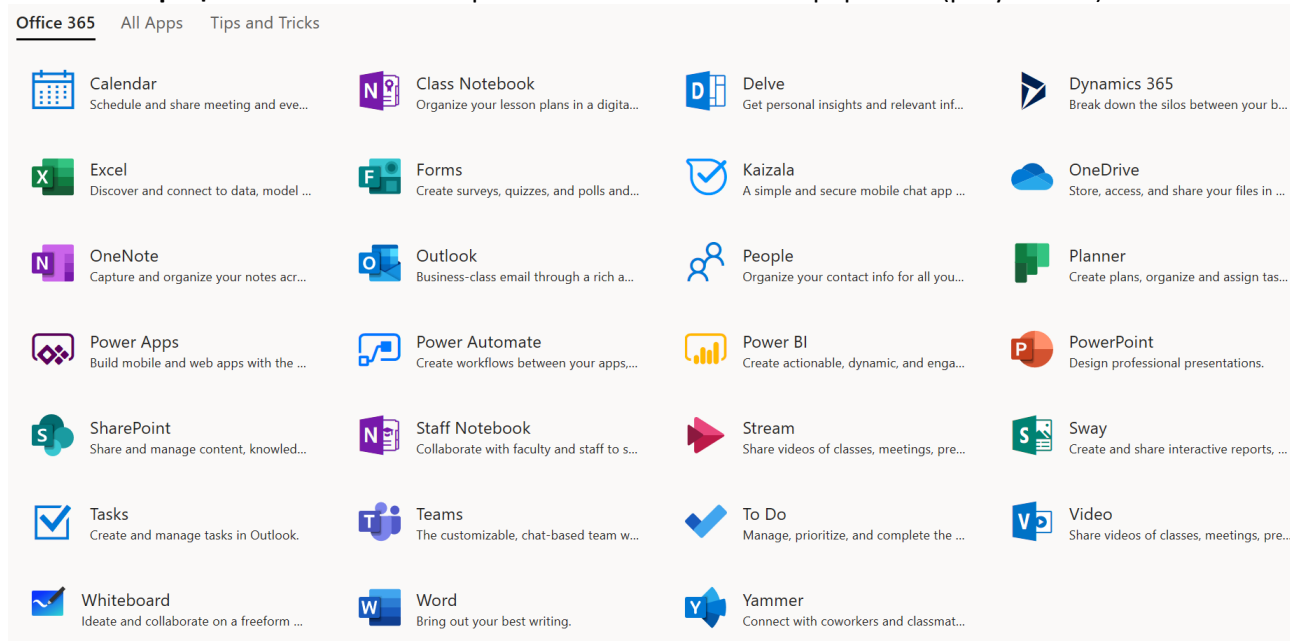 Office 365 All Apps Tips and Tricks
Calendar
Schedule and share meeting and eve...
Class Notebook
Organize your lesson plans in a digita...
Delve
Get personal insights and relevant inf...
Dynamics 365
Break down the silos between your b...
Excel
Discover and connect to data, model ...
Forms
Create surveys, quizzes, and polls and...
Kaizala
A simple and secure mobile chat app ...
OneDrive
Store, access, and share your files in ...
OneNote
Capture and organize your notes acr...
Outlook
Business-class email through a rich a...
People
Organize your contact info for all you...
Planner
Create plans, organize and assign tas...
Power Apps
Build mobile and web apps with the ...
Power Automate
Create workflows between your apps,...
Power BI
Create actionable, dynamic, and enga...
PowerPoint
Design professional presentations.
SharePoint
Share and manage content, knowled...
Staff Notebook
Collaborate with faculty and staff to s...
Stream
Share videos of classes, meetings, pre...
Sway
Create and share interactive reports, ...
Tasks
Create and manage tasks in Outlook.
Teams
The customizable, chat-based team w...
To Do
Manage, prioritize, and complete the ...
Video
Share videos of classes, meetings, pre...
Whiteboard
Ideate and collaborate on a freeform ...
Word
Bring out your best writing.
Yammer
Connect with coworkers and classmat...